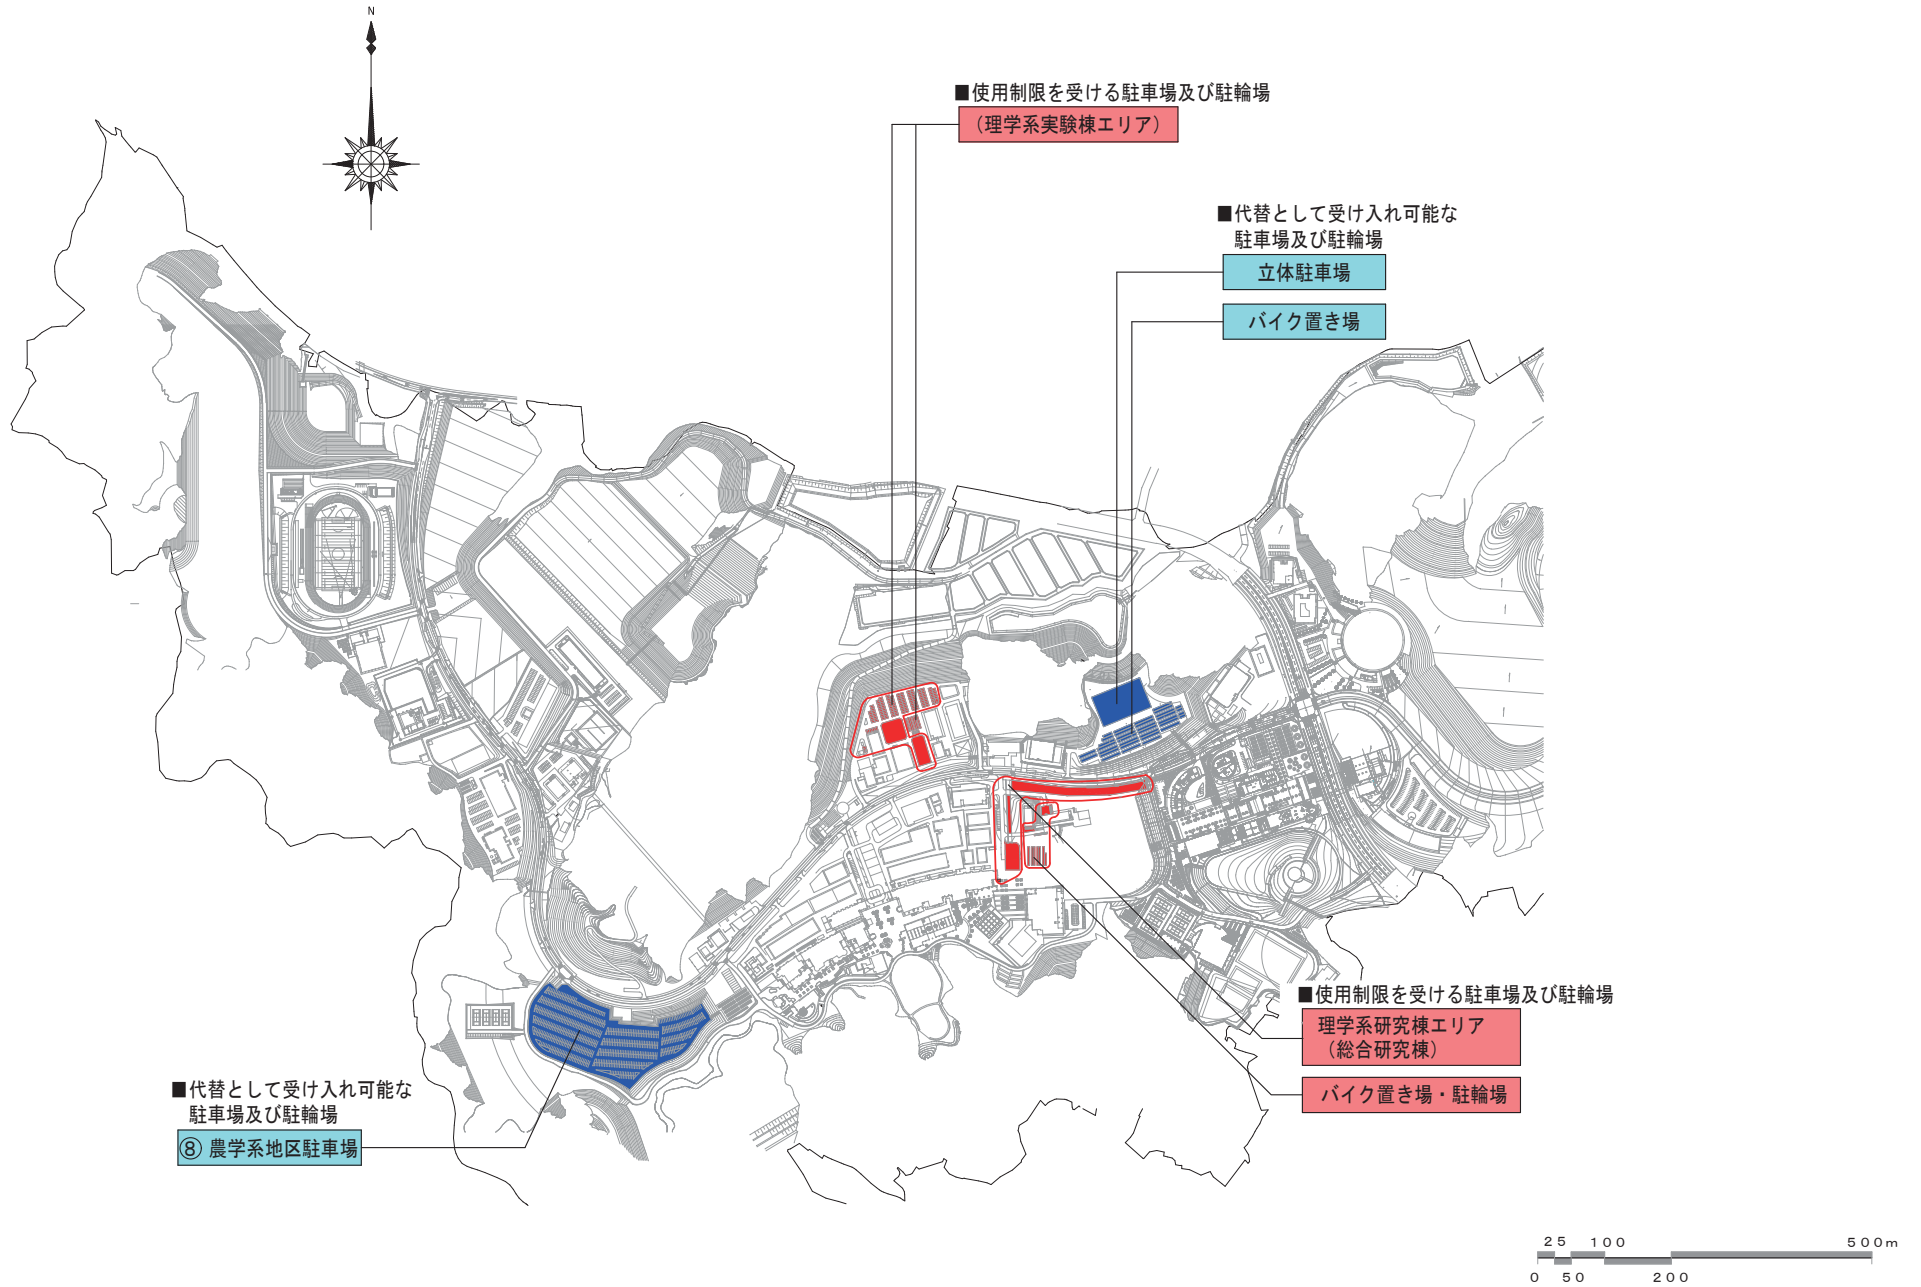 N
■使用制限を受ける駐車場及び駐輪場
（理学系実験棟エリア）
■代替として受け入れ可能な
駐車場及び駐輪場
立体駐車場
バイク置き場
■使用制限を受ける駐車場及び駐輪場
理学系研究棟エリア
（総合研究棟）
バイク置き場・駐輪場
■代替として受け入れ可能な
駐車場及び駐輪場
⑧ 農学系地区駐車場
25 100 500m
0 50 200